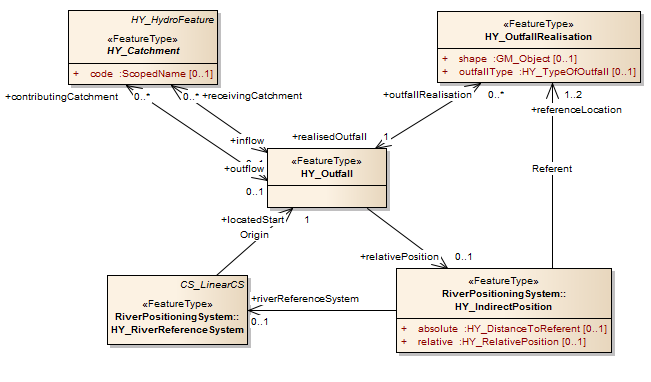 HY_HydroFeature
«FeatureType»
HY_Catchment
+ code :ScopedName [0..1]
«FeatureType»
HY_OutfallRealisation
+ shape :GM_Object [0..1]
+ outfallType :HY_TypeOfOutfall [0..1]
+contributingCatchment
0..*
0..*
+receivingCatchment
+outfallRealisation
0..*
1..2
+referenceLocation
+inflow
0..1
+outflow
0..1
+realisedOutfall
1
«FeatureType»
HY_Outfall
Referent
+locatedStart
1
Origin
+relativePosition
0..1
CS_LinearCS
«FeatureType»
RiverPositioningSystem::
HY_RiverReferenceSystem
+riverReferenceSystem
0..1
«FeatureType»
RiverPositioningSystem::
HY_IndirectPosition
+ absolute :HY_DistanceToReferent [0..1]
+ relative :HY_RelativePosition [0..1]